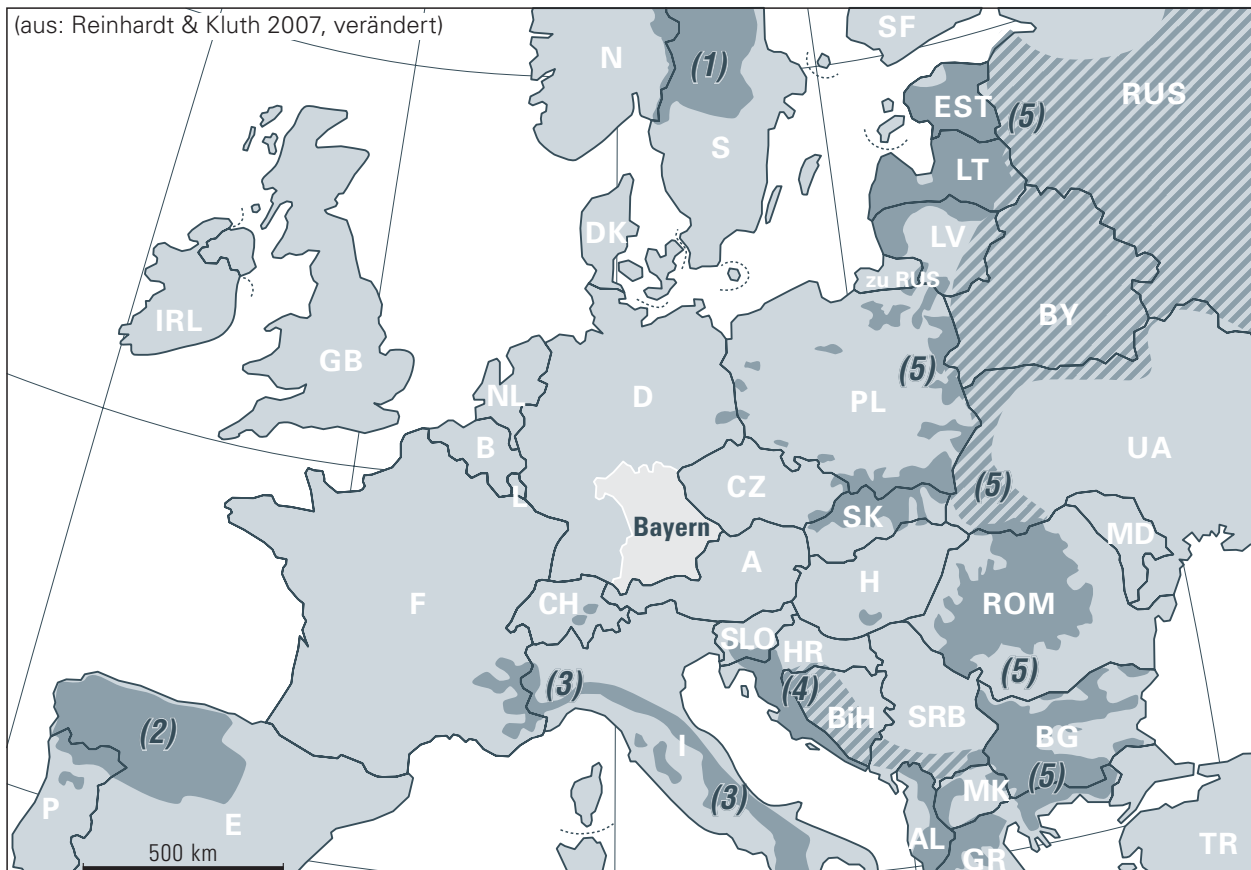 (aus: Reinhardt & Kluth 2007, verändert)
SF
N
(1)
RUS
EST
(5)
S
LT
DK
LV
zu RUS
IRL
BY
GB
(5)
NL
D
PL
B
UA
CZ
L
(5)
SK
Bayern
MD
A
H
F
CH
ROM
SLO
HR
(5)
(3)
(4)
BiH
SRB
(2)
BG
I
(5)
MK
(3)
P
E
AL
TR
500 km
GR